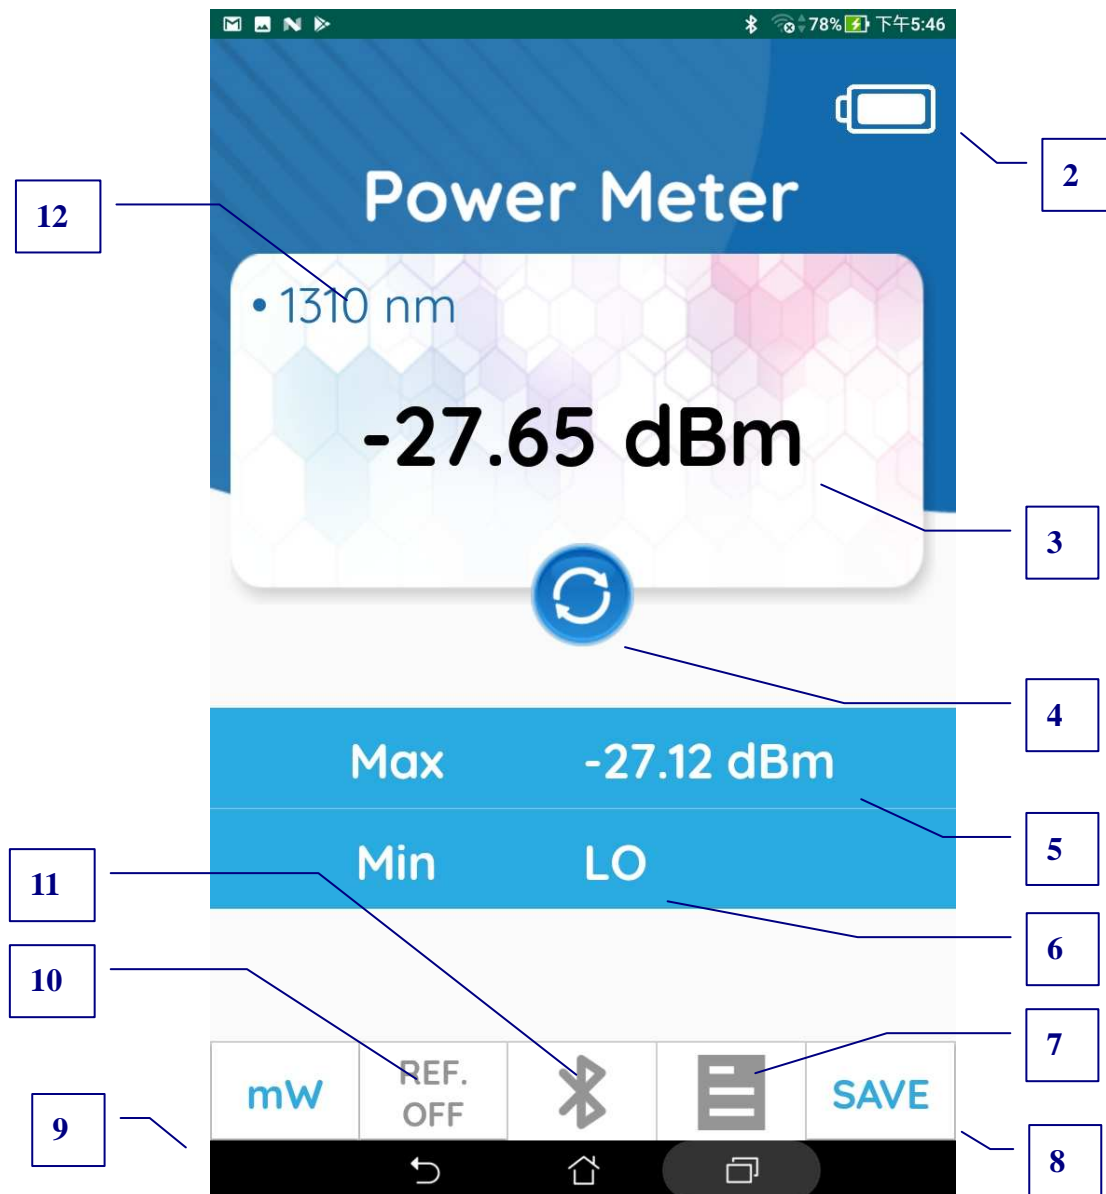 78% 下午5:46
2
Power Meter
12
• 1310 nm
-27.65 dBm
3
4
Max -27.12 dBm
5
Min LO
11
6
10
7
mW REF. OFF SAVE
9
8